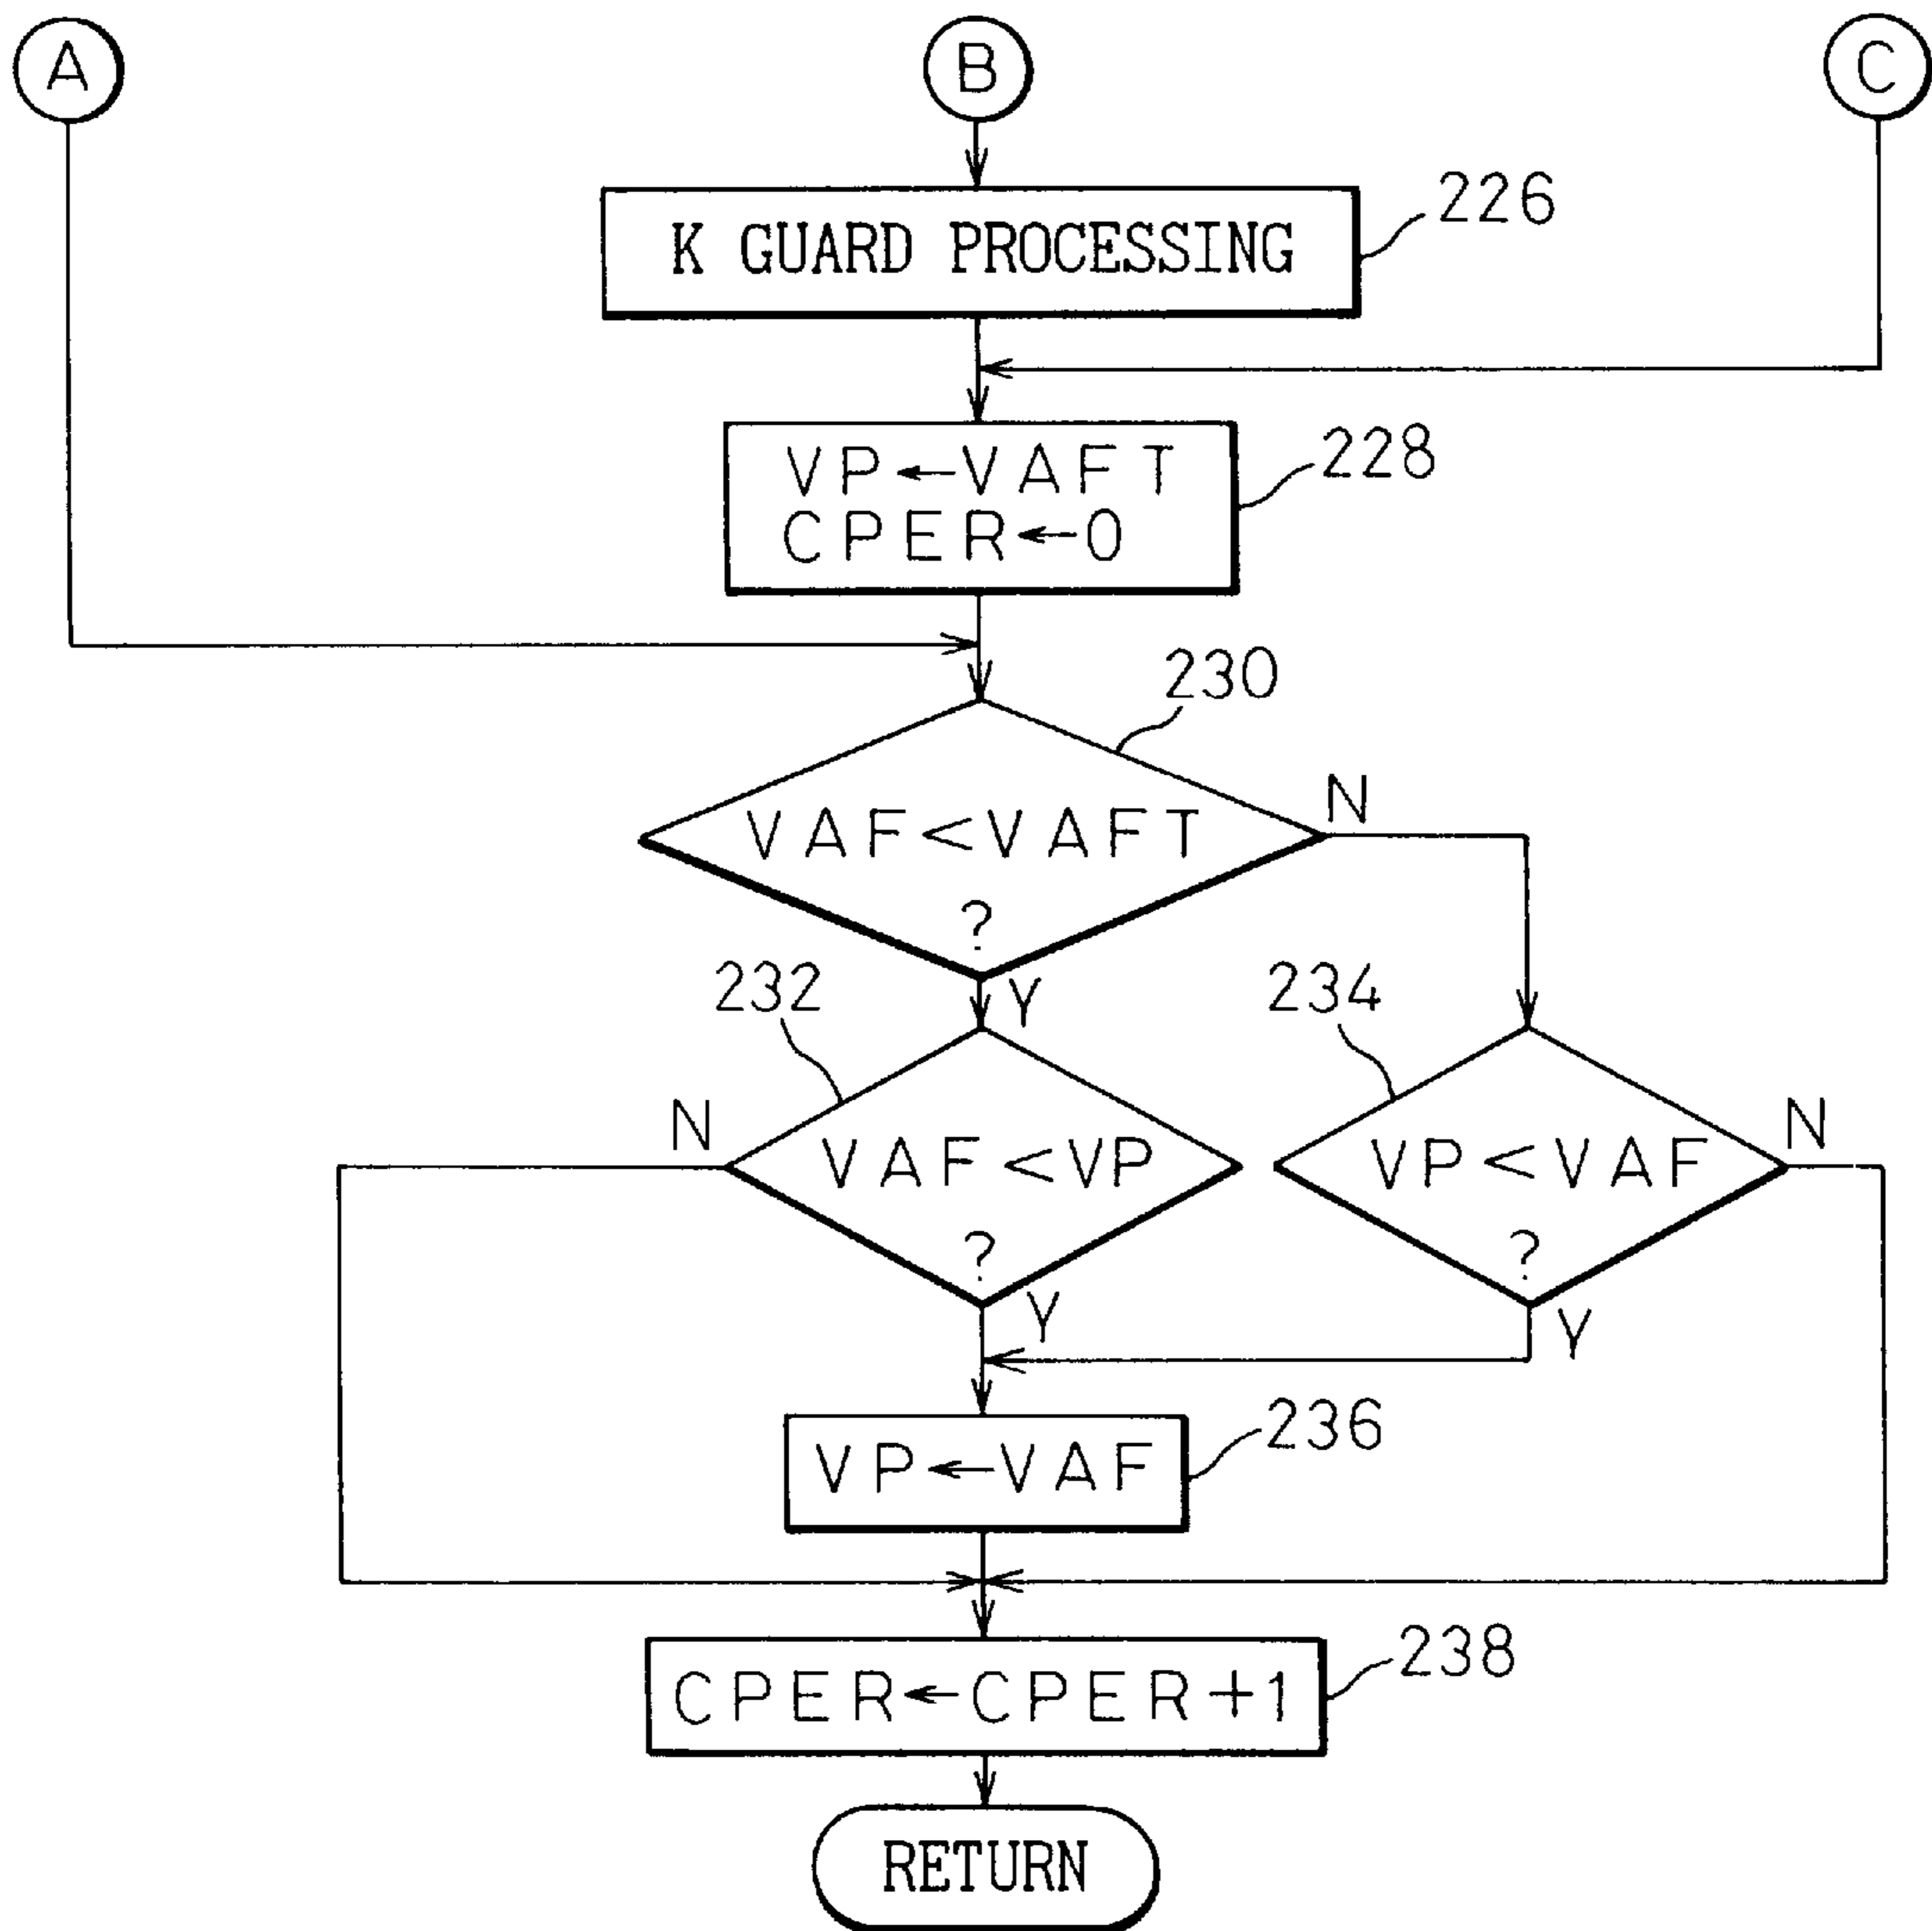 A
B
C
226
K GUARD PROCESSING
228
VP←VAFT
CPER←0
230
VAF<VAFT
?
N
Y
232
234
N
VAF<VP
?
Y
VP<VAF
?
N
Y
236
VP←VAF
238
CPER←CPER+1
RETURN